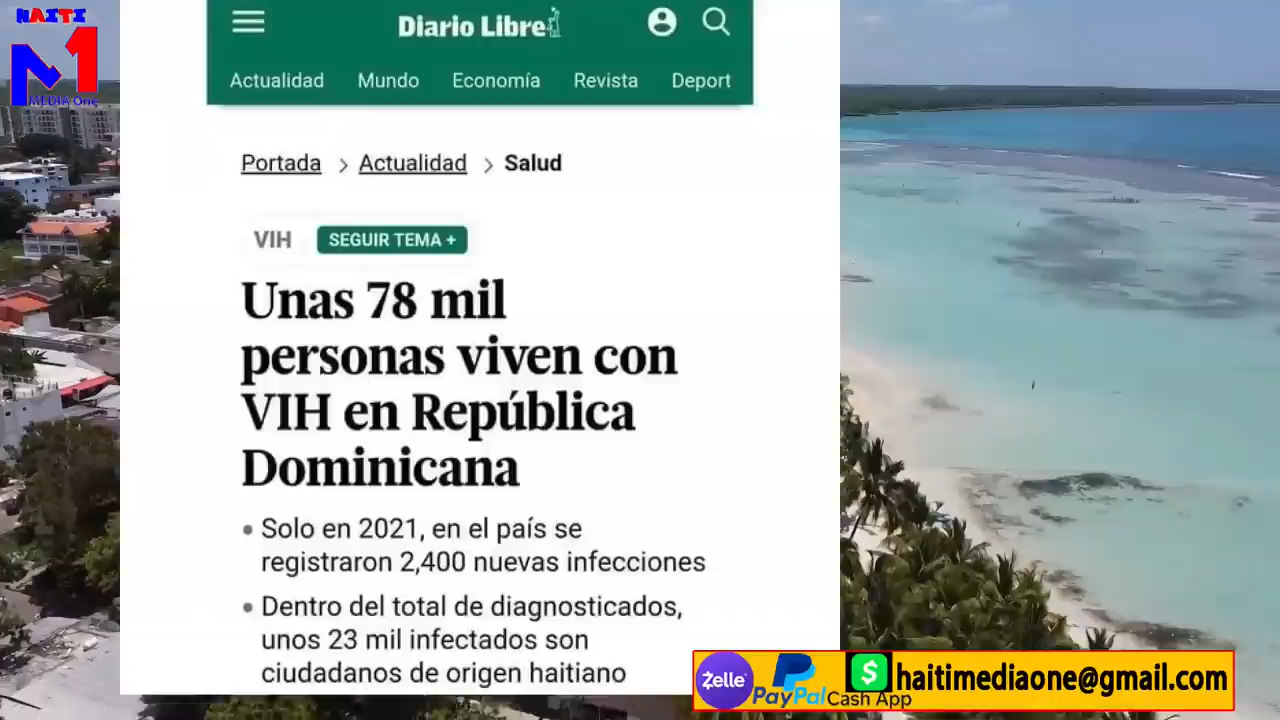 HAITI
M1
MEDIA One
Diario Libre
Actualidad Mundo Economía Revista Deport
Portada > Actualidad > Salud
VIH SEGUIR TEMA +
Unas 78 mil
personas viven con
VIH en República
Dominicana
• Solo en 2021, en el país se
registraron 2,400 nuevas infecciones
• Dentro del total de diagnosticados,
unos 23 mil infectados son
ciudadanos de origen haitiano
Zelle PayPal $ Cash App haitimediaone@gmail.com